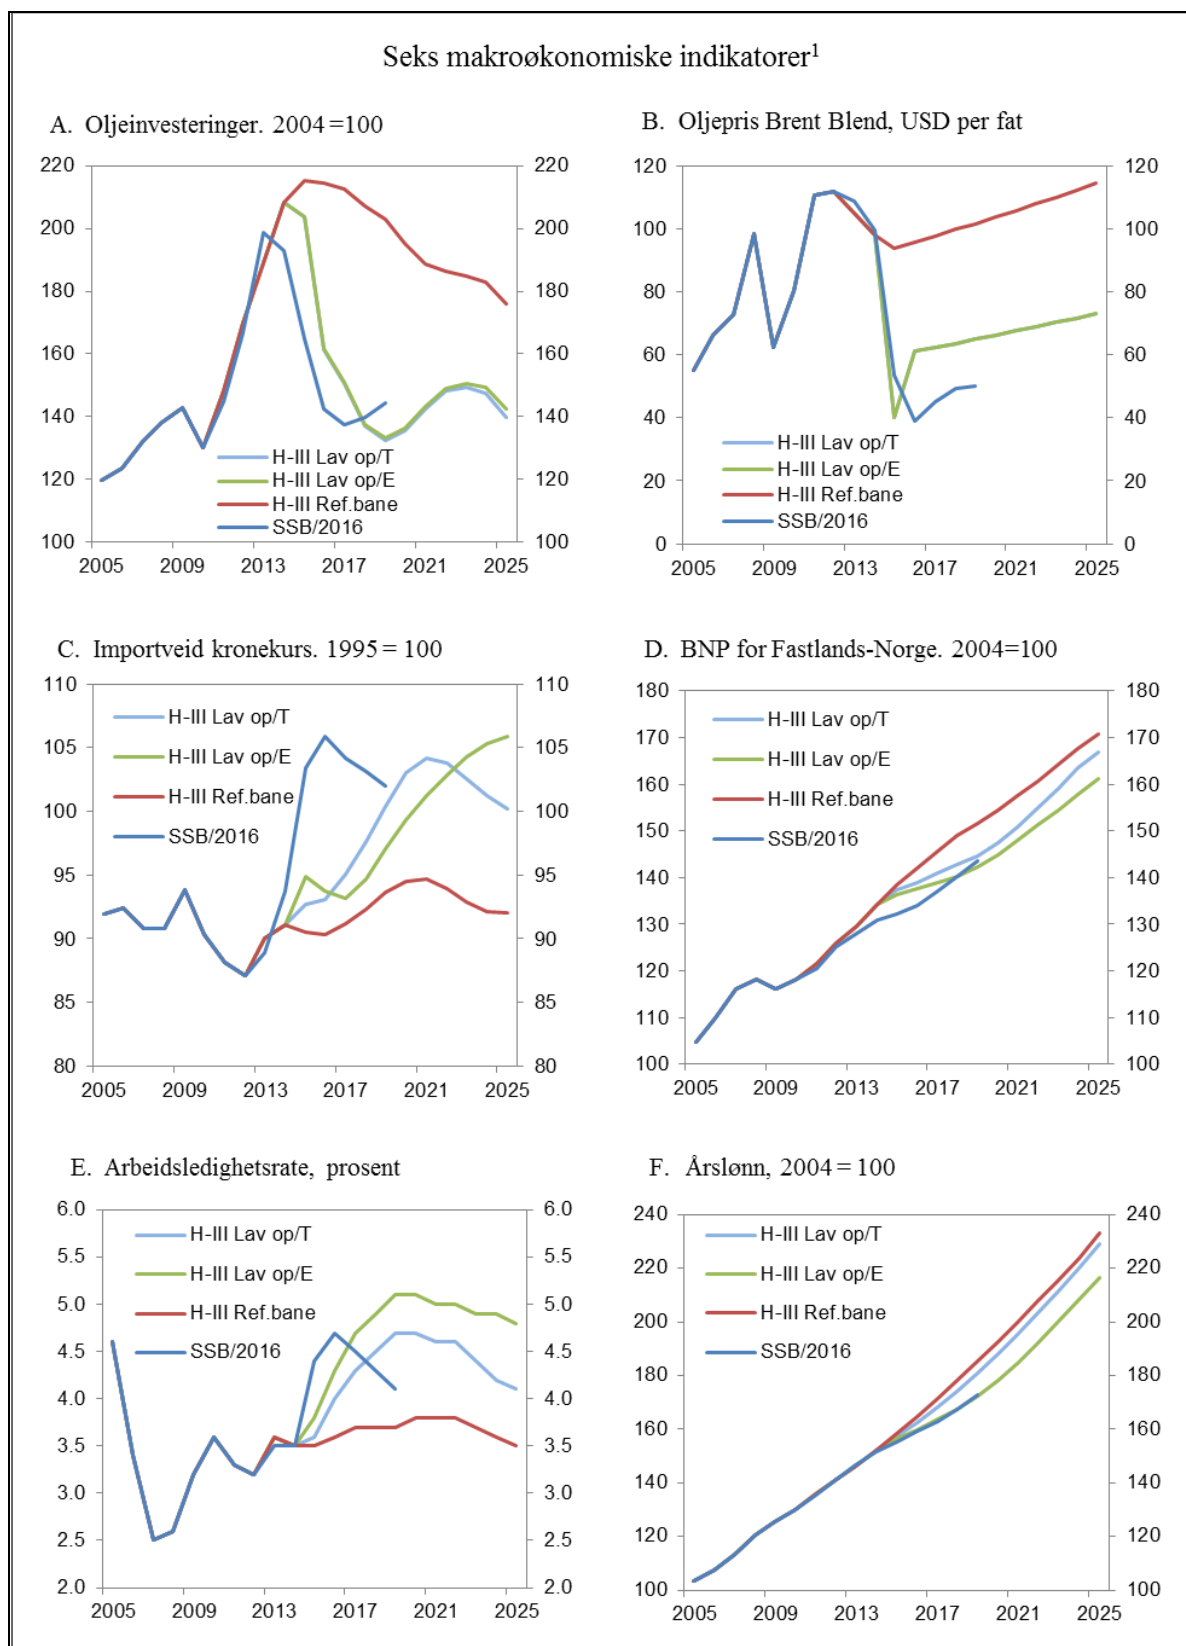 Seks makroøkonomiske indikatorer¹
A. Oljeinvesteringer. 2004 =100
220 220
200 200
180 180
160 160
140 140
120 120
100 100
H-III Lav op/T
H-III Lav op/E
H-III Ref.bane
SSB/2016
2005 2009 2013 2017 2021 2025
B. Oljepris Brent Blend, USD per fat
120 120
100 100
80 80
60 60
40 40
20 20
0 0
H-III Lav op/T
H-III Lav op/E
H-III Ref.bane
SSB/2016
2005 2009 2013 2017 2021 2025
C. Importveid kronekurs. 1995 = 100
110 110
105 105
100 100
95 95
90 90
85 85
80 80
H-III Lav op/T
H-III Lav op/E
H-III Ref.bane
SSB/2016
2005 2009 2013 2017 2021 2025
D. BNP for Fastlands-Norge. 2004=100
180 180
170 170
160 160
150 150
140 140
130 130
120 120
110 110
100 100
H-III Lav op/T
H-III Lav op/E
H-III Ref.bane
SSB/2016
2005 2009 2013 2017 2021 2025
E. Arbeidsledighetsrate, prosent
6.0 6.0
5.5 5.5
5.0 5.0
4.5 4.5
4.0 4.0
3.5 3.5
3.0 3.0
2.5 2.5
2.0 2.0
H-III Lav op/T
H-III Lav op/E
H-III Ref.bane
SSB/2016
2005 2009 2013 2017 2021 2025
F. Årslønn, 2004 = 100
240 240
220 220
200 200
180 180
160 160
140 140
120 120
100 100
H-III Lav op/T
H-III Lav op/E
H-III Ref.bane
SSB/2016
2005 2009 2013 2017 2021 2025